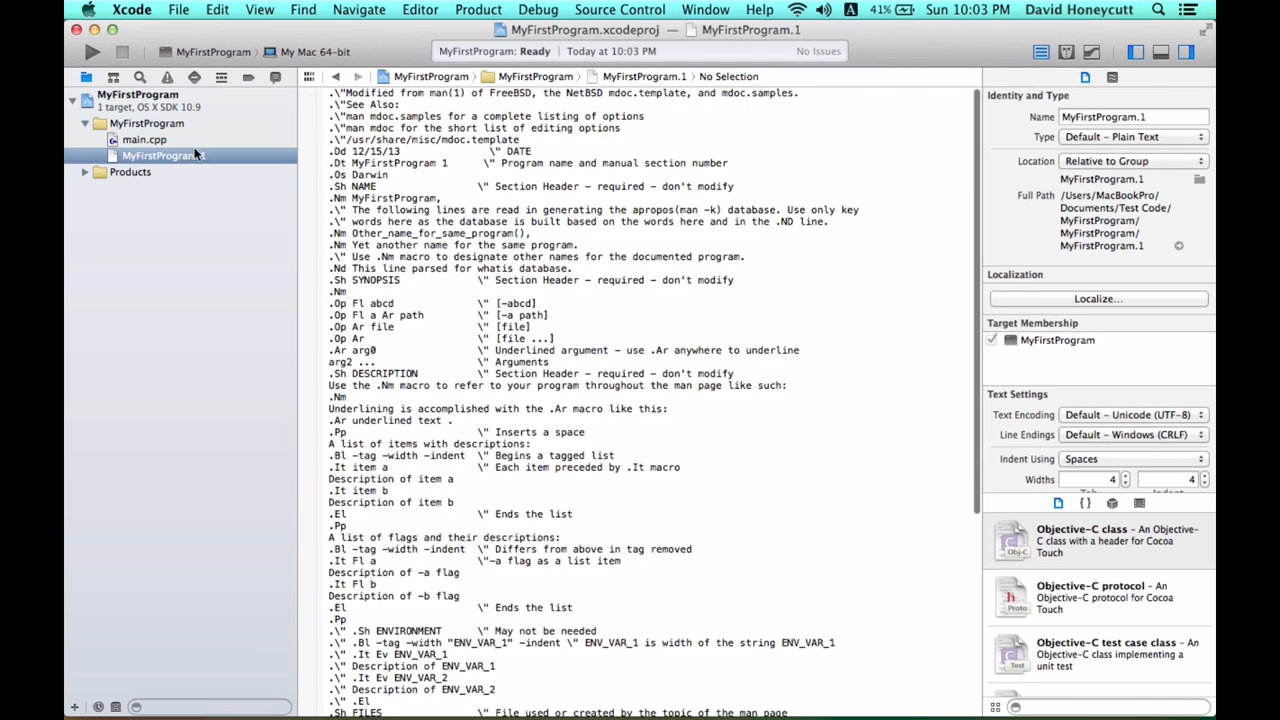 Xcode File Edit View Find Navigate Editor Product Debug Source Control Window Help A 41% Sun 10:03 PM David Honeycutt
MyFirstProgram.xcodeproj — MyFirstProgram.1
MyFirstProgram My Mac 64-bit
MyFirstProgram: Ready Today at 10:03 PM No Issues
MyFirstProgram
1 target, OS X SDK 10.9
MyFirstProgram
main.cpp
MyFirstProgram.1
Products
MyFirstProgram MyFirstProgram MyFirstProgram.1 No Selection
.\"Modified from man(1) of FreeBSD, the NetBSD mdoc.template, and mdoc.samples.
.\"See Also:
.\"man mdoc.samples for a complete listing of options
.\"man mdoc for the short list of editing options
.\"/usr/share/misc/mdoc.template
.Dd 12/15/13 \" DATE
.Dt MyFirstProgram 1 \" Program name and manual section number
.Os Darwin
.Sh NAME \" Section Header - required - don't modify
.Nm MyFirstProgram,
.\" The following lines are read in generating the apropos(man -k) database. Use only key
.\" words here as the database is built based on the words here and in the .ND line.
.Nm Other_name_for_same_program(),
.Nm Yet another name for the same program.
.\" Use .Nm macro to designate other names for the documented program.
.Nd This line parsed for whatis database.
.Sh SYNOPSIS \" Section Header - required - don't modify
.Nm
.Op Fl abcd \" [-abcd]
.Op Fl a Ar path \" [-a path]
.Op Ar file \" [file]
.Op Ar \" [file ...]
.Ar arg0 \" Underlined argument - use .Ar anywhere to underline
arg2 ... \" Arguments
.Sh DESCRIPTION \" Section Header - required - don't modify
Use the .Nm macro to refer to your program throughout the man page like such:
.Nm
Underlining is accomplished with the .Ar macro like this:
.Ar underlined text .
.Pp \" Inserts a space
A list of items with descriptions:
.Bl -tag -width -indent \" Begins a tagged list
.It item a \" Each item preceded by .It macro
Description of item a
.It item b
Description of item b
.El \" Ends the list
.Pp
A list of flags and their descriptions:
.Bl -tag -width -indent \" Differs from above in tag removed
.It Fl a \"-a flag as a list item
Description of -a flag
.It Fl b
Description of -b flag
.El \" Ends the list
.Pp
.\" .Sh ENVIRONMENT \" May not be needed
.\" .Bl -tag -width "ENV_VAR_1" -indent \" ENV_VAR_1 is width of the string ENV_VAR_1
.\" .It Ev ENV_VAR_1
.\" Description of ENV_VAR_1
.\" .It Ev ENV_VAR_2
.\" Description of ENV_VAR_2
.\" .El
.Sh FILES \" File used or created by the topic of the man page
Identity and Type
Name MyFirstProgram.1
Type Default - Plain Text
Location Relative to Group
MyFirstProgram.1
Full Path /Users/MacBookPro/
Documents/Test Code/
MyFirstProgram/
MyFirstProgram/
MyFirstProgram.1
Localization
Localize...
Target Membership
MyFirstProgram
Text Settings
Text Encoding Default - Unicode (UTF-8)
Line Endings Default - Windows (CRLF)
Indent Using Spaces
Widths 4 4
Objective-C class - An Objective-
C class with a header for Cocoa
Touch
Objective-C protocol - An
Objective-C protocol for Cocoa
Touch
Objective-C test case class - An
Objective-C class implementing a
unit test